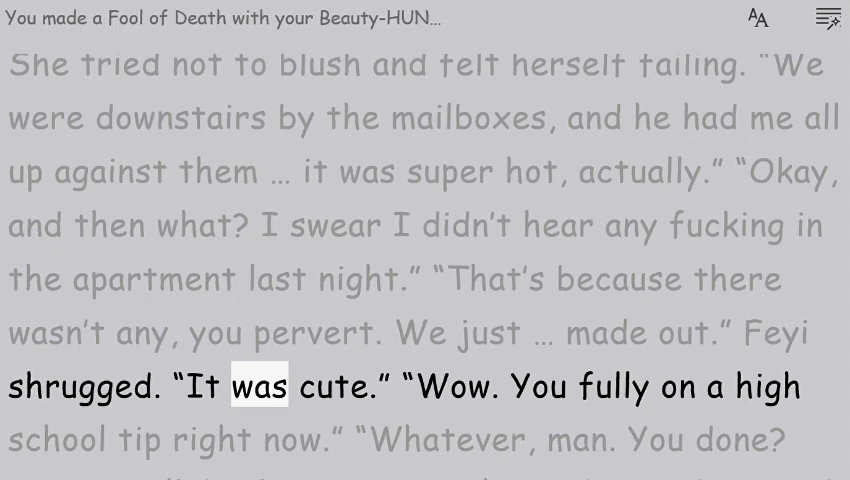 You made a Fool of Death with your Beauty-HUN…
AA
She tried not to blush and felt herself failing. “We
were downstairs by the mailboxes, and he had me all
up against them … it was super hot, actually.” “Okay,
and then what? I swear I didn’t hear any fucking in
the apartment last night.” “That’s because there
wasn’t any, you pervert. We just … made out.” Feyi
shrugged. “It was cute.” “Wow. You fully on a high
school tip right now.” “Whatever, man. You done?